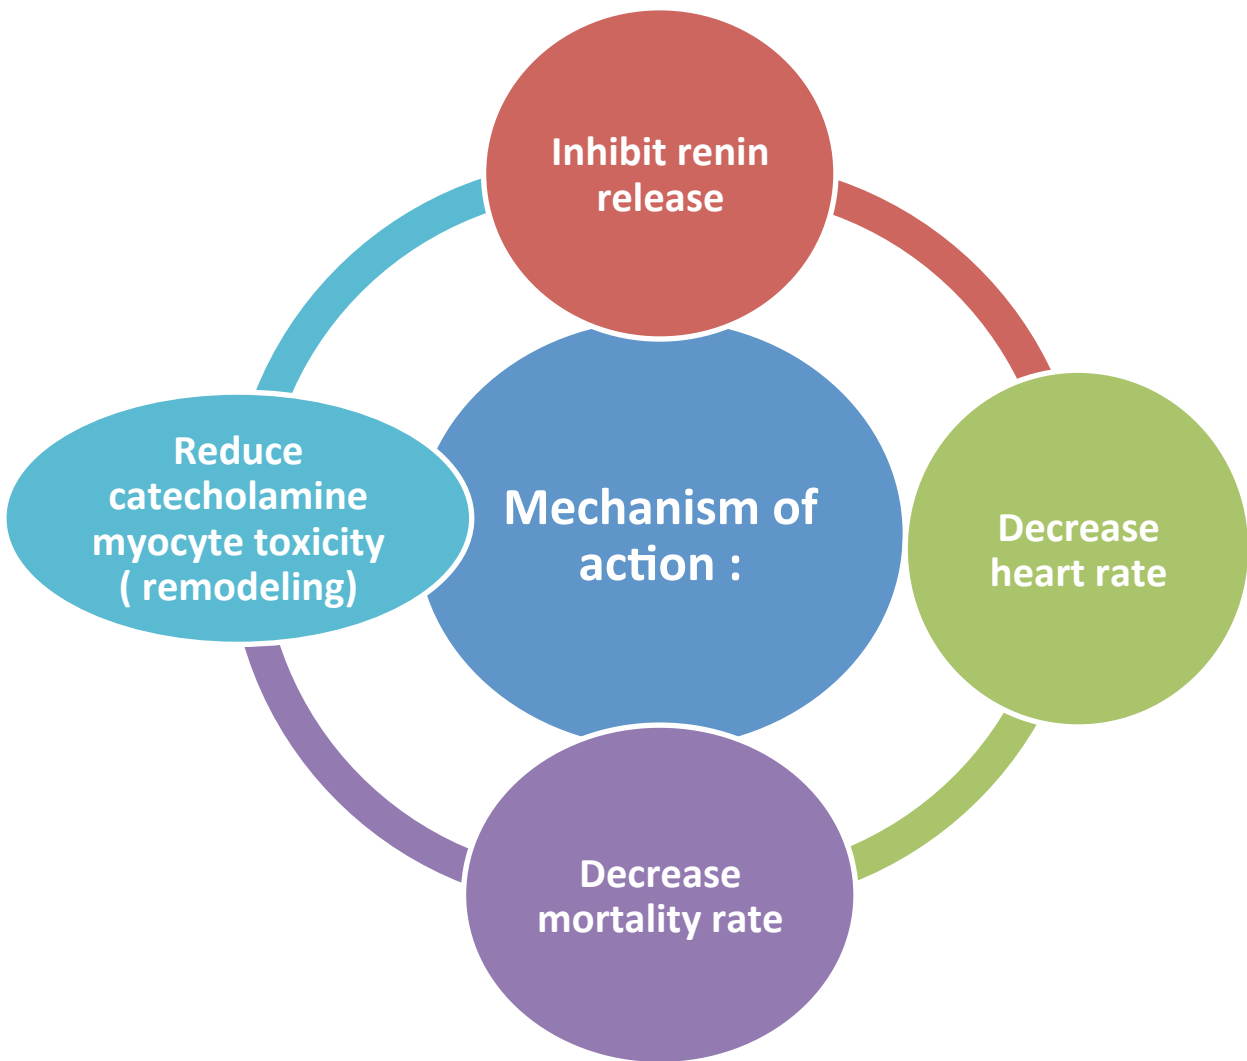 Inhibit renin
release
Mechanism of
action :
Decrease
heart rate
Decrease
mortality rate
Reduce
catecholamine
myocyte toxicity
( remodeling)